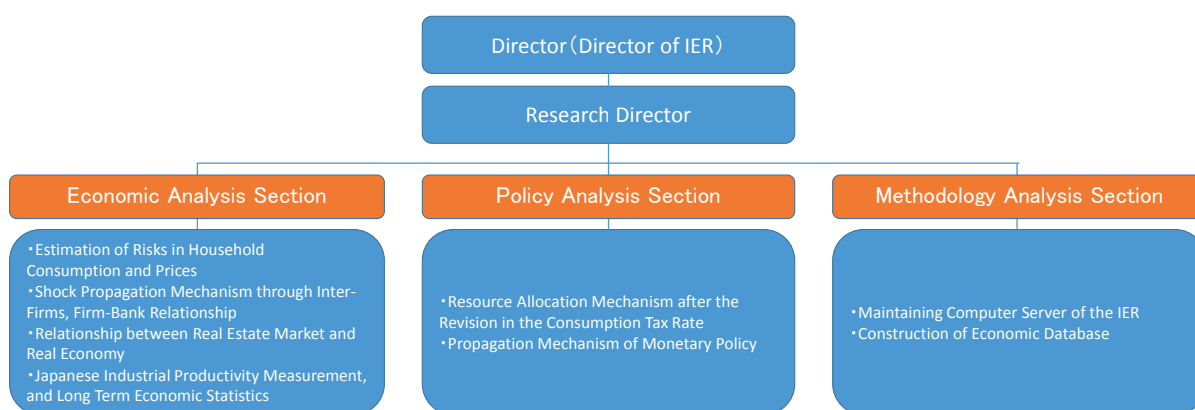 Director（Director of IER）
Research Director
Economic Analysis Section
Policy Analysis Section
Methodology Analysis Section
・Estimation of Risks in Household
Consumption and Prices
・Shock Propagation Mechanism through Inter-
Firms, Firm-Bank Relationship
・Relationship between Real Estate Market and
Real Economy
・Japanese Industrial Productivity Measurement,
and Long Term Economic Statistics
・Resource Allocation Mechanism after the
Revision in the Consumption Tax Rate
・Propagation Mechanism of Monetary Policy
・Maintaining Computer Server of the IER
・Construction of Economic Database